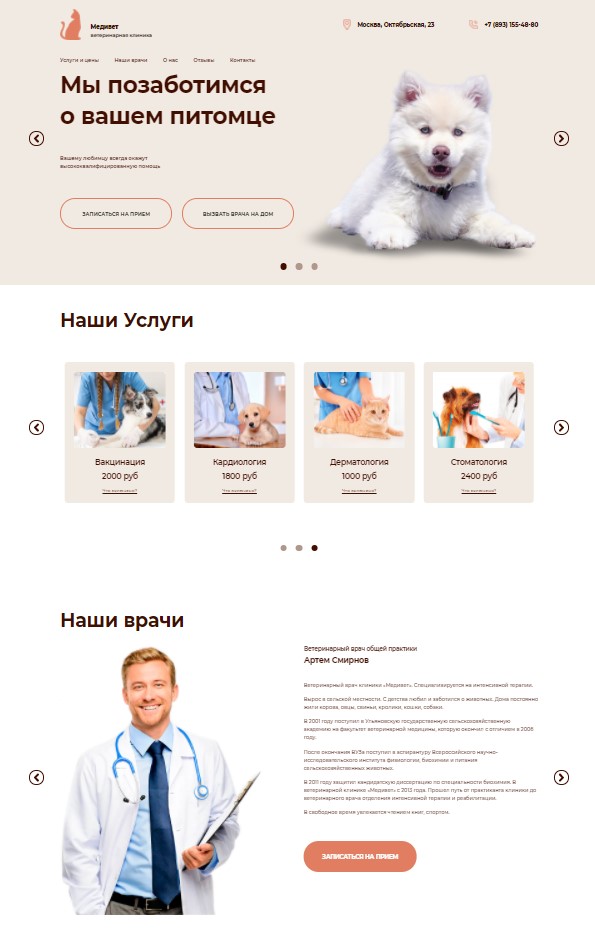 Медивет
ветеринарная клиника
Москва, Октябрьская, 23
+7 (893) 155-48-80
Услуги и цены
Наши врачи
О нас
Отзывы
Контакты
Мы позаботимся
о вашем питомце
Вашему любимцу всегда окажут
высококвалифицированную помощь
ЗАПИСАТЬСЯ НА ПРИЕМ
ВЫЗВАТЬ ВРАЧА НА ДОМ
Наши Услуги
Вакцинация
2000 руб
Что включено?
Кардиология
1800 руб
Что включено?
Дерматология
1000 руб
Что включено?
Стоматология
2400 руб
Что включено?
Наши врачи
Ветеринарный врач общей практики
Артем Смирнов
Ветеринарный врач клиники «Медивет». Специализируется на интенсивной терапии.
Вырос в сельской местности. С детства любил и заботился о животных. Дома постоянно
жили корова, овцы, свиньи, кролики, кошки, собаки.
В 2001 году поступил в Ульяновскую государственную сельскохозяйственную
академию на факультет ветеринарной медицины, которую окончил с отличием в 2006
году.
После окончания ВУЗа поступил в аспирантуру Всероссийского научно-
исследовательского института физиологии, биохимии и питания
сельскохозяйственных животных.
В 2011 году защитил кандидатскую диссертацию по специальности биохимия. В
ветеринарной клинике «Медивет» с 2013 года. Прошел путь от практиканта клиники до
ветеринарного врача отделения интенсивной терапии и реабилитации.
В свободное время увлекается чтением книг, спортом.
ЗАПИСАТЬСЯ НА ПРИЕМ